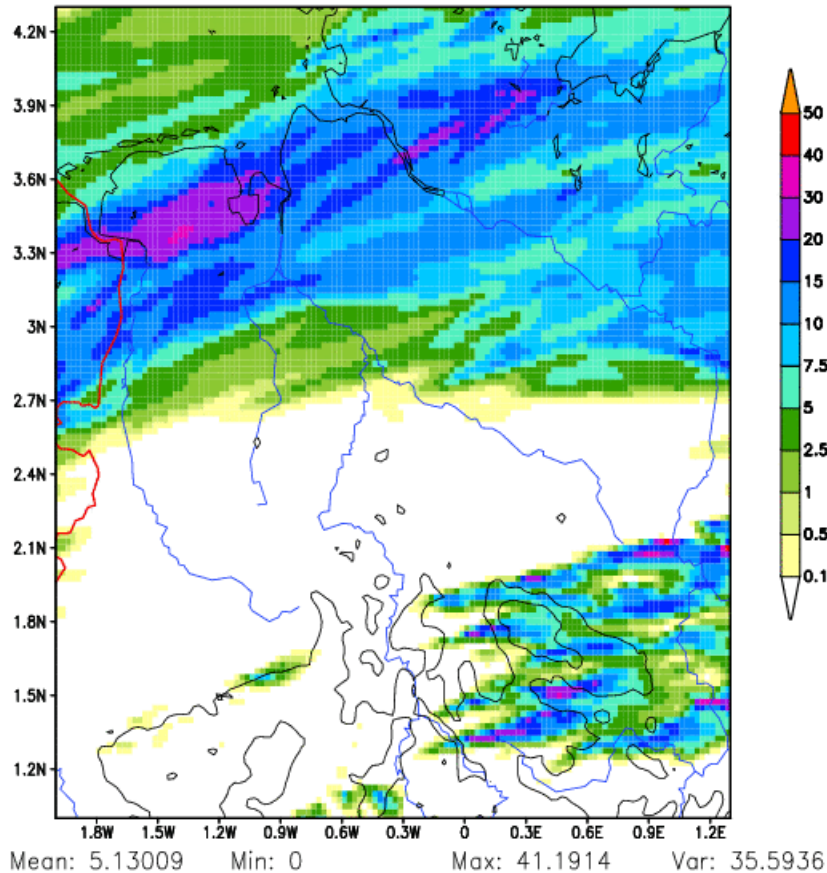 4.2N
3.9N
3.6N
3.3N
3N
2.7N
2.4N
2.1N
1.8N
1.5N
1.2N
1.8W 1.5W 1.2W 0.9W 0.6W 0.3W 0 0.3E 0.6E 0.9E 1.2E
50
40
30
20
15
10
7.5
5
2.5
1
0.5
0.1
Mean: 5.13009 Min: 0 Max: 41.1914 Var: 35.5936